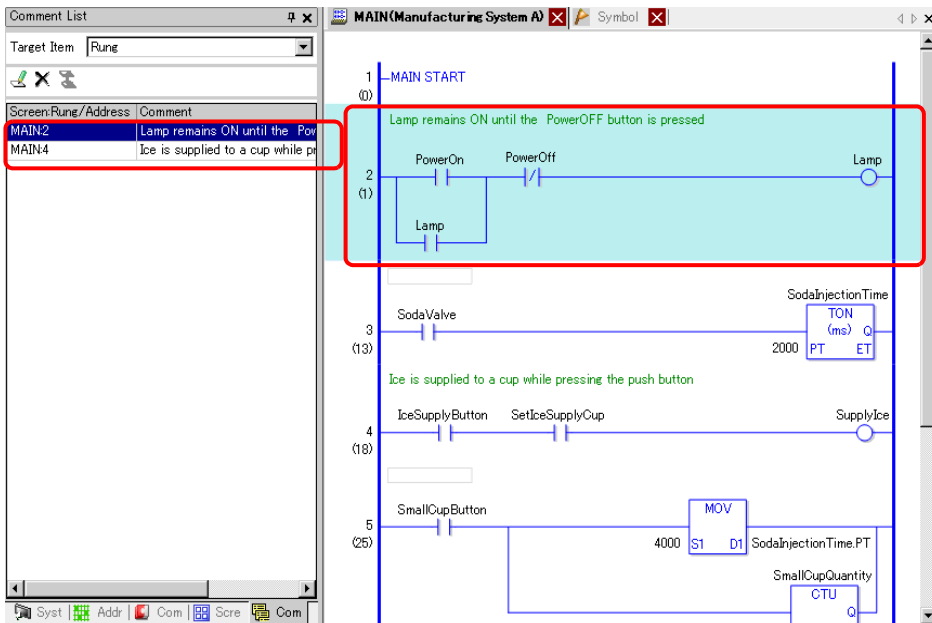 Comment List
Target Item Rung
Screen:Rung/Address Comment
MAIN:2 Lamp remains ON until the Pow
MAIN:4 Ice is supplied to a cup while pr
Syst Addr Com Scre Com
MAIN(Manufacturing System A) Symbol
1 MAIN START
(0)
Lamp remains ON until the PowerOFF button is pressed
PowerOn PowerOff Lamp
2
(1)
Lamp
SodaInjectionTime
SodaValve TON
3 (ms) Q
(13) 2000 PT ET
Ice is supplied to a cup while pressing the push button
IceSupplyButton SetIceSupplyCup SupplyIce
4
(18)
SmallCupButton MOV
5
(25) 4000 S1 D1 SodaInjectionTime.PT
SmallCupQuantity
CTU
Q